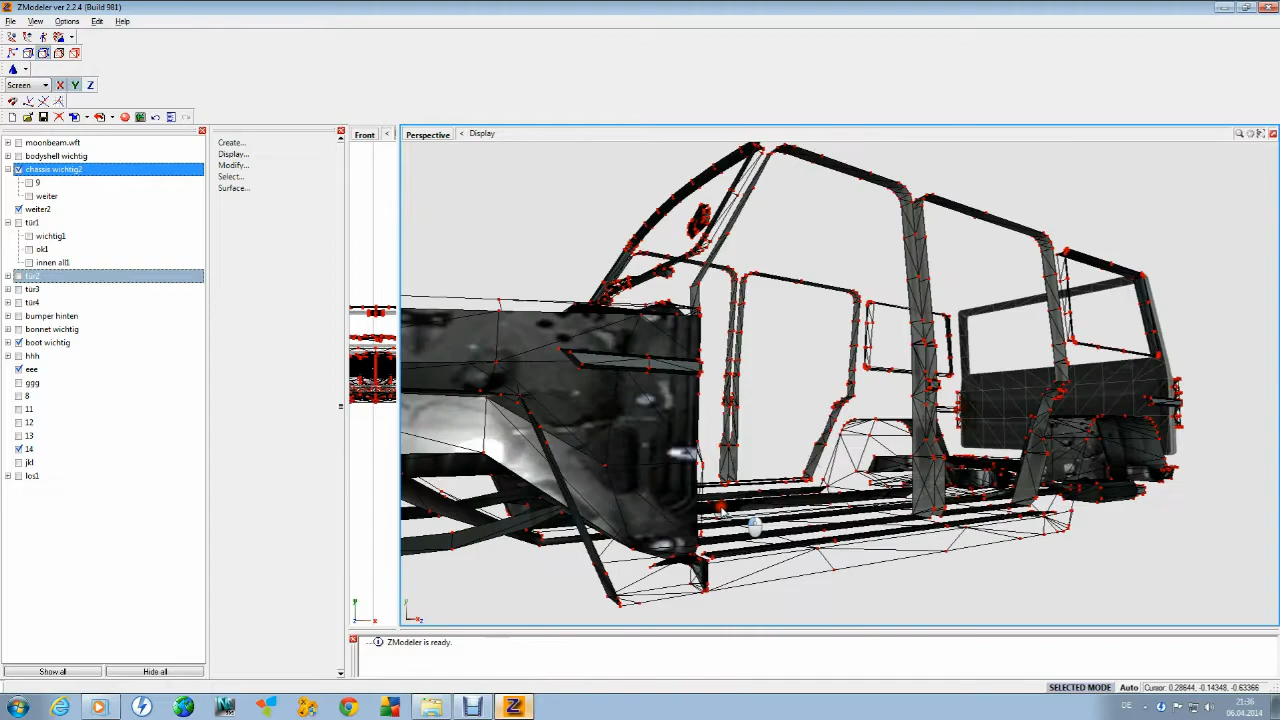 ZModeler ver 2.2.4 (Build 981)
File View Options Edit Help
Screen X Y Z
moonbeam.wft
bodyshell wichtig
chassis wichtig2
9
weiter
weiter2
tür1
wichtig1
ok1
innen all1
tür2
tür3
tür4
bumper hinten
bonnet wichtig
boot wichtig
hhh
eee
ggg
8
11
12
13
14
jkl
los1
Show all Hide all
Create...
Display...
Modify...
Select...
Surface...
Front <
Perspective < Display
ZModeler is ready.
SELECTED MODE Auto Cursor: 0.28644, -0.14348, -0.63366
DE
21:36
06.04.2014